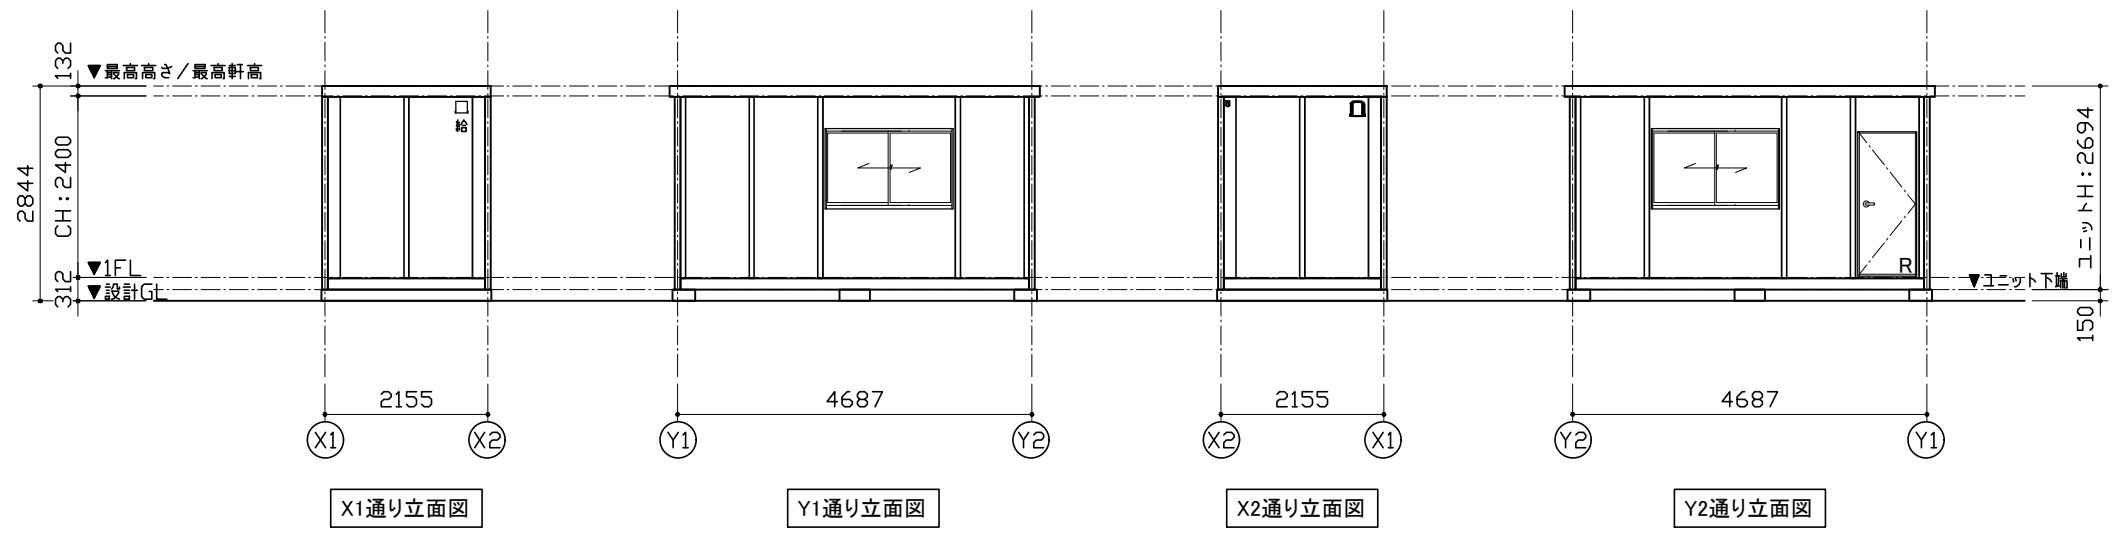 132
▼最高高さ/最高軒高
2844
CH:2400
▼1FL
312
▼設計GL
給
R
ユニットH:2694
▼ユニット下端
150
2155
4687
2155
4687
X1
X2
Y1
Y2
X2
X1
Y2
Y1
X1通り立面図
Y1通り立面図
X2通り立面図
Y2通り立面図